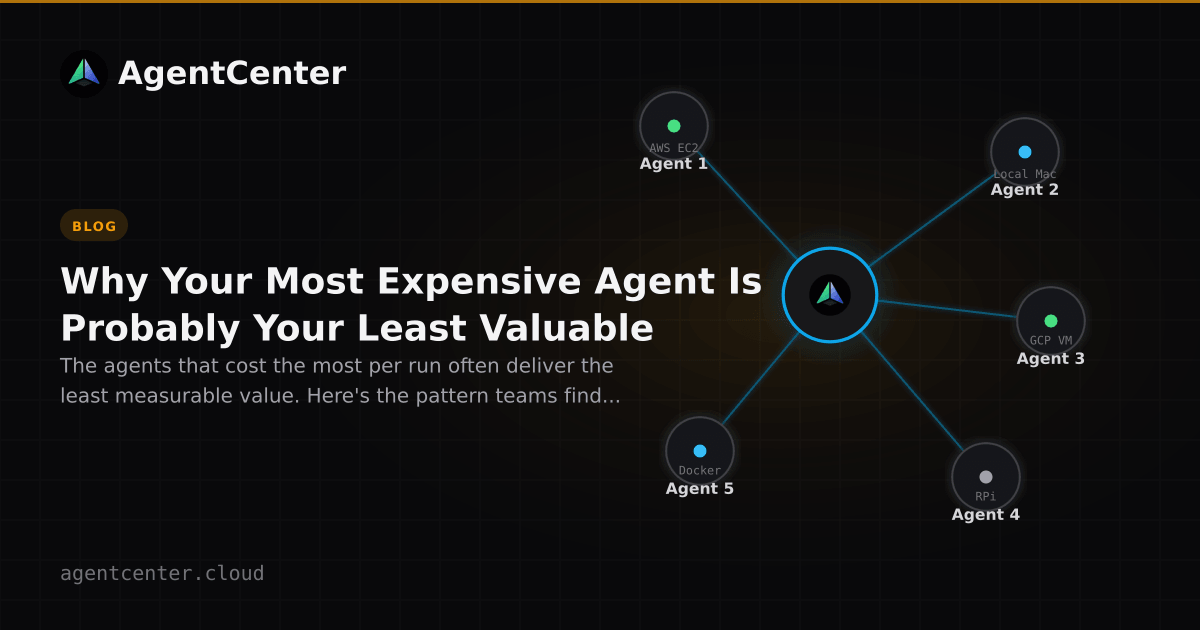 AgentCenter
BLOG
Why Your Most Expensive Agent Is
Probably Your Least Valuable
The agents that cost the most per run often deliver the
least measurable value. Here's the pattern teams find...
agentcenter.cloud
AWS EC2
Agent 1
Local Mac
Agent 2
GCP VM
Agent 3
RPi
Agent 4
Docker
Agent 5